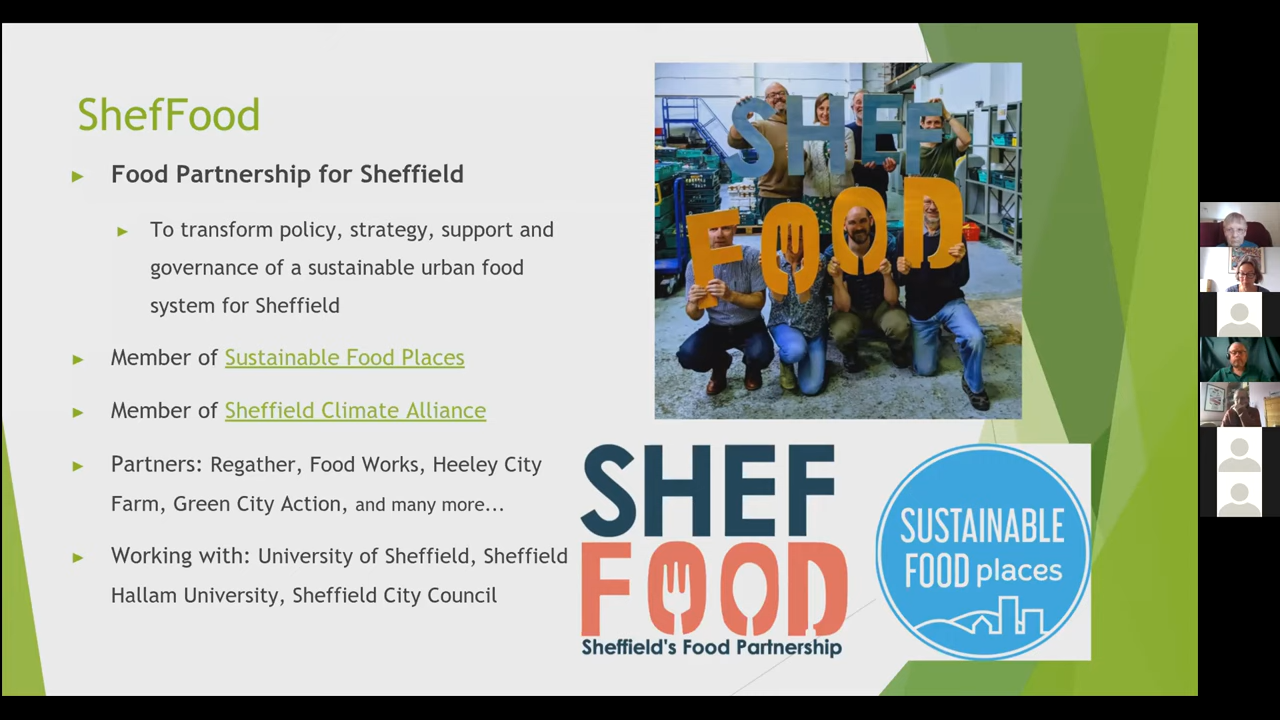 ShefFood
Food Partnership for Sheffield
To transform policy, strategy, support and
governance of a sustainable urban food
system for Sheffield
Member of Sustainable Food Places
Member of Sheffield Climate Alliance
Partners: Regather, Food Works, Heeley City
Farm, Green City Action, and many more...
Working with: University of Sheffield, Sheffield
Hallam University, Sheffield City Council
SHEF
FOOD
SHEF
FOOD
Sheffield's Food Partnership
SUSTAINABLE
FOOD places